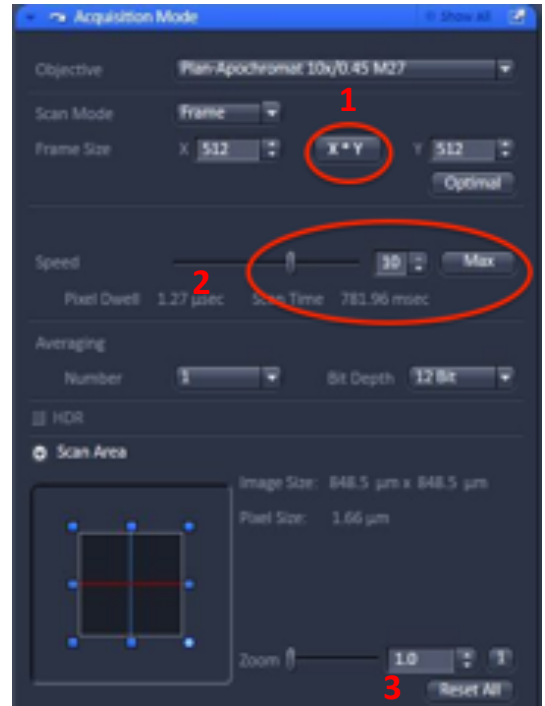 Acquisition Mode Show All
Objective Plan-Apochromat 10x/0.45 M27
1
Scan Mode Frame
Frame Size X 512 X * Y Y 512
Optimal
Speed 10 Max
2
Pixel Dwell 1.27 µsec Scan Time 781.96 msec
Averaging
Number 1 Bit Depth 12 Bit
HDR
Scan Area
Image Size: 848.5 µm x 848.5 µm
Pixel Size: 1.66 µm
Zoom 1.0 1
3 Reset All